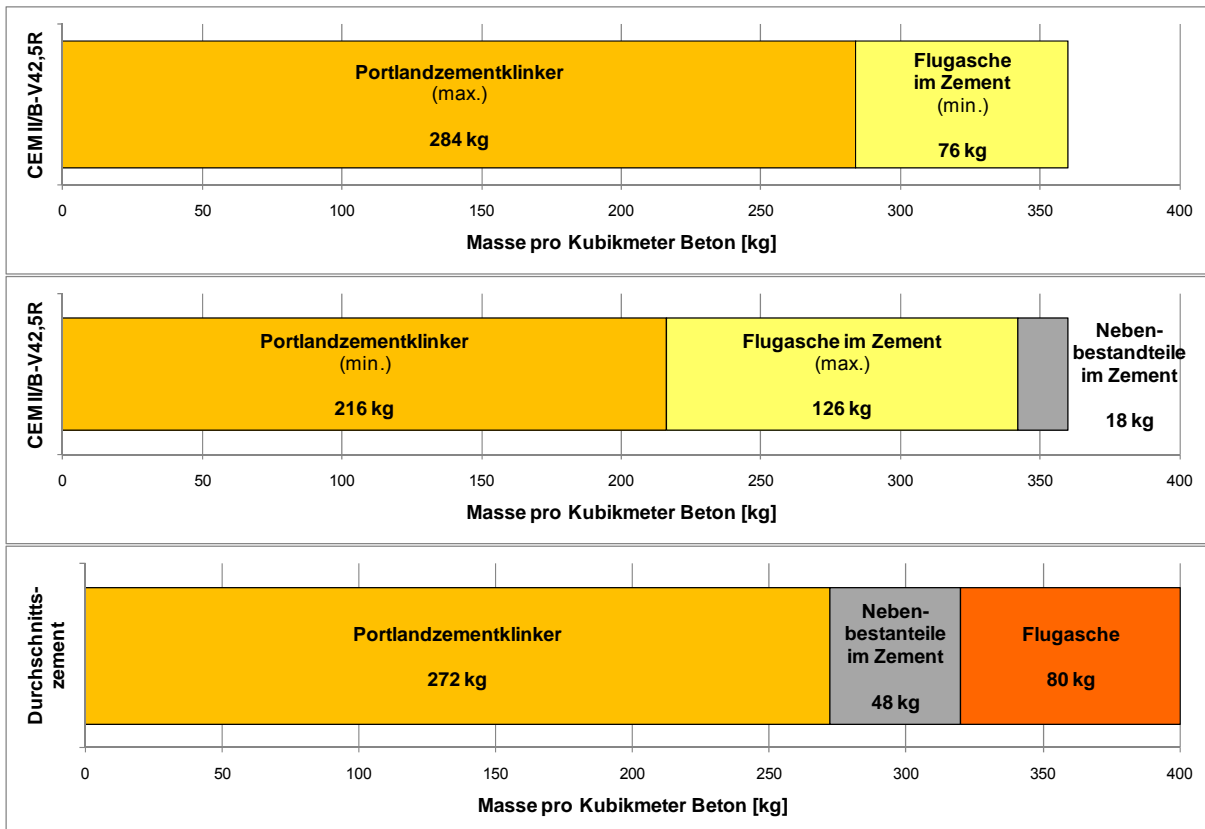 CEM II/B-V42,5R
Portlandzementklinker
(max.)
284 kg
Flugasche
im Zement
(min.)
76 kg
0 50 100 150 200 250 300 350 400
Masse pro Kubikmeter Beton [kg]
CEM II/B-V42,5R
Portlandzementklinker
(min.)
216 kg
Flugasche im Zement
(max.)
126 kg
Neben-
bestandteile
im Zement
18 kg
0 50 100 150 200 250 300 350 400
Masse pro Kubikmeter Beton [kg]
Durchschnitts-
zement
Portlandzementklinker
272 kg
Neben-
bestanteile
im Zement
48 kg
Flugasche
80 kg
0 50 100 150 200 250 300 350 400
Masse pro Kubikmeter Beton [kg]